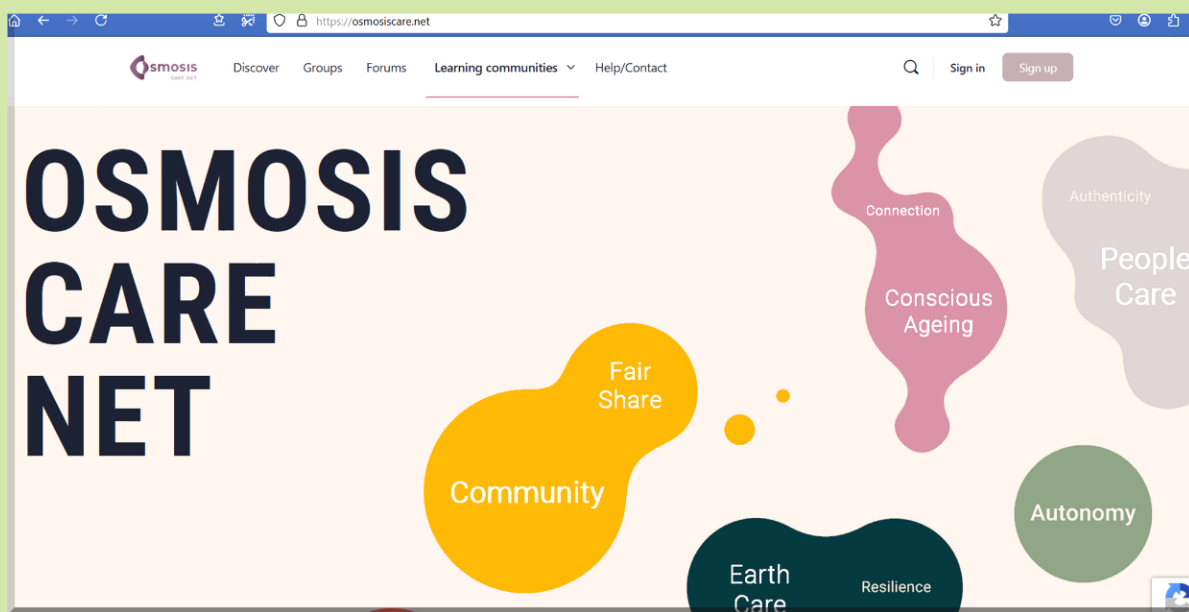 https://osmosiscare.net
Osmosis
CARE NET
Discover Groups Forums Learning communities Help/Contact Sign in Sign up
OSMOSIS
CARE
NET
Connection
Conscious
Ageing
Authenticity
People
Care
Fair
Share
Community
Autonomy
Earth
Care
Resilience